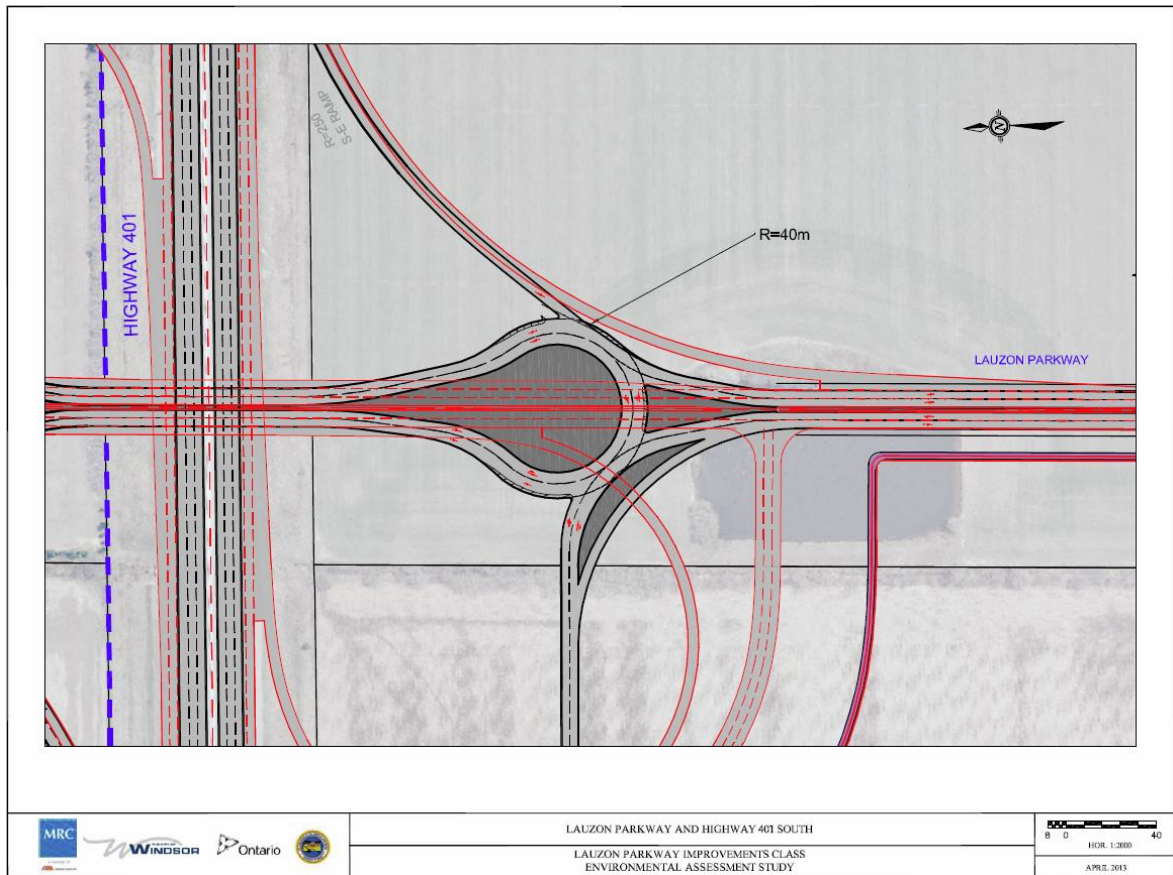 R=250
S-E RAMP
N
HIGHWAY 401
R=40m
LAUZON PARKWAY
MRC
WINDSOR
Ontario
LAUZON PARKWAY AND HIGHWAY 401 SOUTH
LAUZON PARKWAY IMPROVEMENTS CLASS
ENVIRONMENTAL ASSESSMENT STUDY
8 0 40
HOR. 1:2000
APRIL 2013